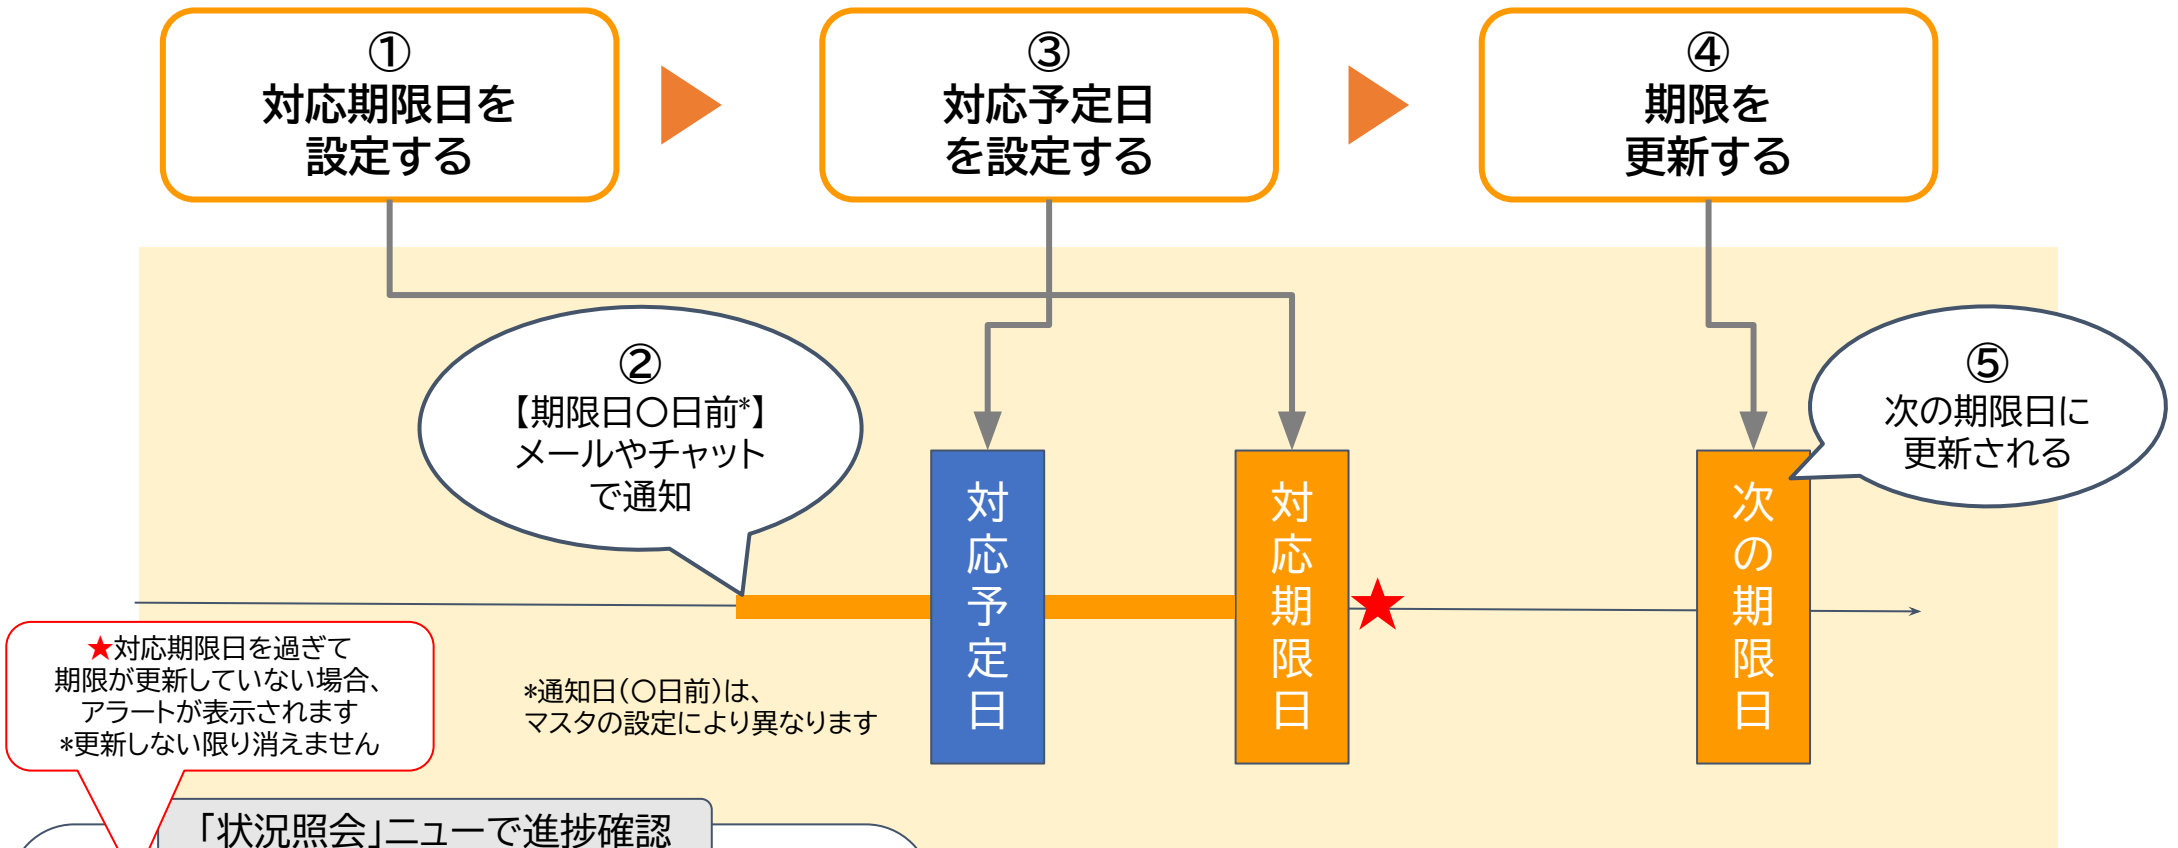 ①
対応期限日を
設定する
③
対応予定日
を設定する
④
期限を
更新する
②
【期限日〇日前*】
メールやチャット
で通知
⑤
次の期限日に
更新される
対応予定日
対応期限日
次の期限日
★対応期限日を過ぎて
期限が更新していない場合、
アラートが表示されます
*更新しない限り消えません
*通知日(〇日前)は、
マスタの設定により異なります
「状況照会」ニューで進捗確認